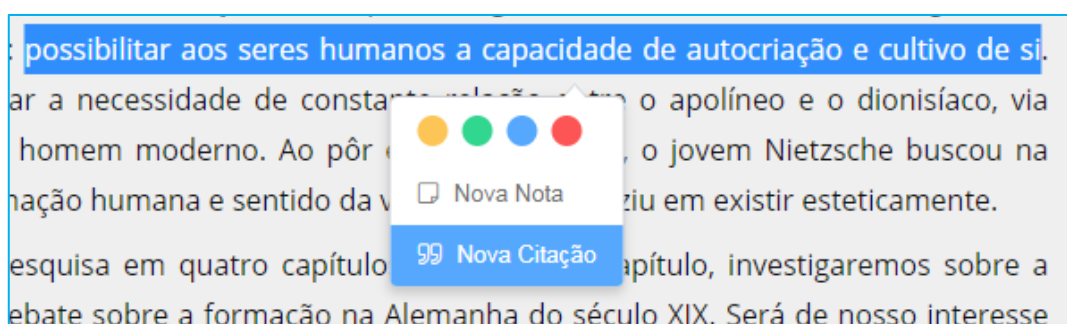 : possibilitar aos seres humanos a capacidade de autocriação e cultivo de si.
ar a necessidade de constante relação entre o apolíneo e o dionisíaco, via
homem moderno. Ao pôr , o jovem Nietzsche buscou na
mação humana e sentido da v ziu em existir esteticamente.
Nova Nota
esquisa em quatro capítulo apítulo, investigaremos sobre a
Nova Citação
ebate sobre a formação na Alemanha do século XIX. Será de nosso interesse